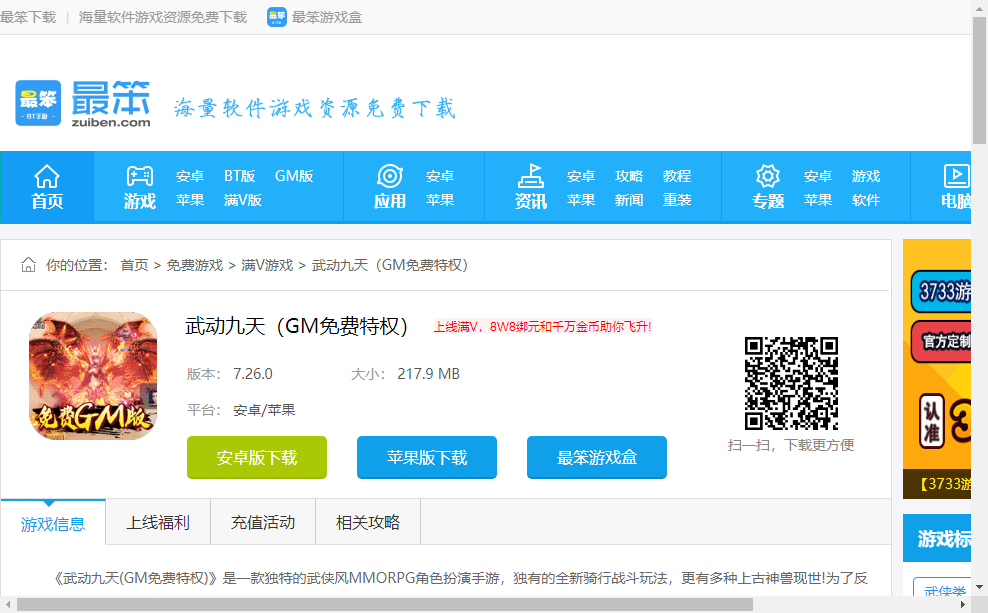 最笨下载 | 海量软件游戏资源免费下载 最笨游戏盒
最笨
-BT手游-
最笨
zuiben.com
海量软件游戏资源免费下载
首页
游戏 安卓 BT版 GM版
苹果 满V版
应用 安卓
苹果
资讯 安卓 攻略 教程
苹果 新闻 重装
专题 安卓 游戏
苹果 软件
电脑
你的位置: 首页 > 免费游戏 > 满V游戏 > 武动九天（GM免费特权）
免费GM版
武动九天（GM免费特权） 上线满V，8W8绑元和千万金币助你飞升!
版本: 7.26.0 大小: 217.9 MB
平台: 安卓/苹果
安卓版下载 苹果版下载 最笨游戏盒
扫一扫，下载更方便
3733游
官方定制
认准
3
【3733游
游戏信息 上线福利 充值活动 相关攻略
《武动九天(GM免费特权)》是一款独特的武侠风MMORPG角色扮演手游，独有的全新骑行战斗玩法，更有多种上古神兽现世!为了反
游戏标
武侠类